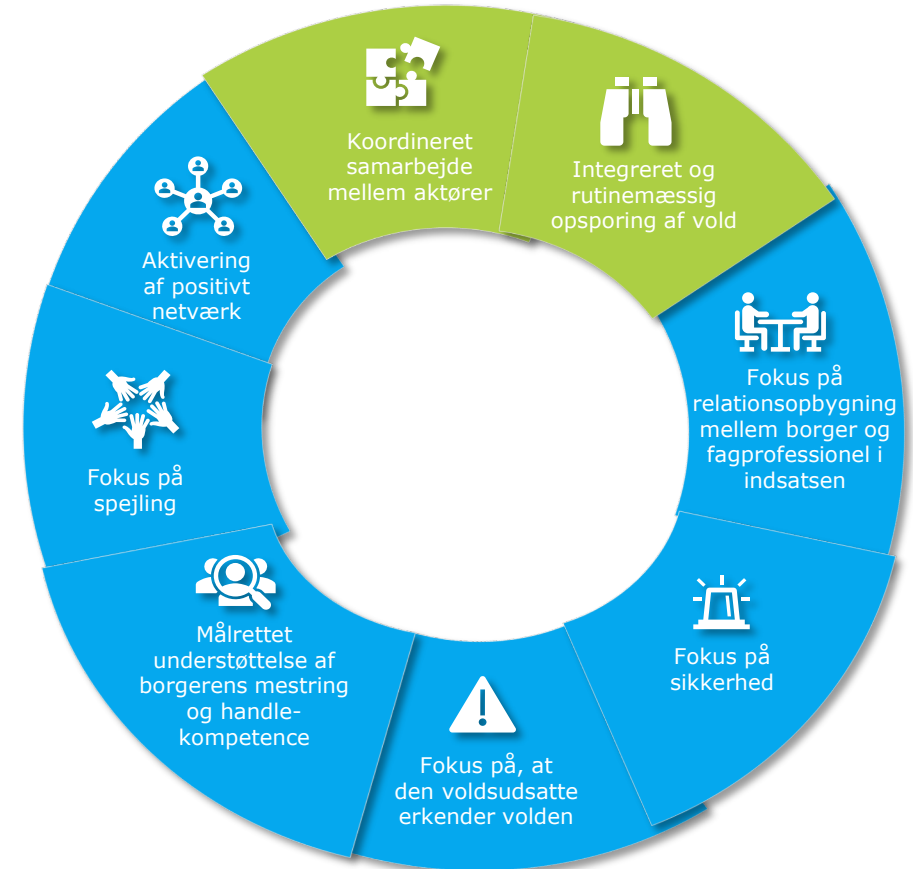 Koordineret
samarbejde
mellem aktører
Integreret og
rutinemæssig
opsporing af vold
Fokus på
relationsopbygning
mellem borger og
fagprofessionel i
indsatsen
Fokus på
sikkerhed
Fokus på, at
den voldsudsatte
erkender volden
Målrettet
understøttelse af
borgerens mestring
og handle-
kompetence
Fokus på
spejling
Aktivering
af positivt
netværk